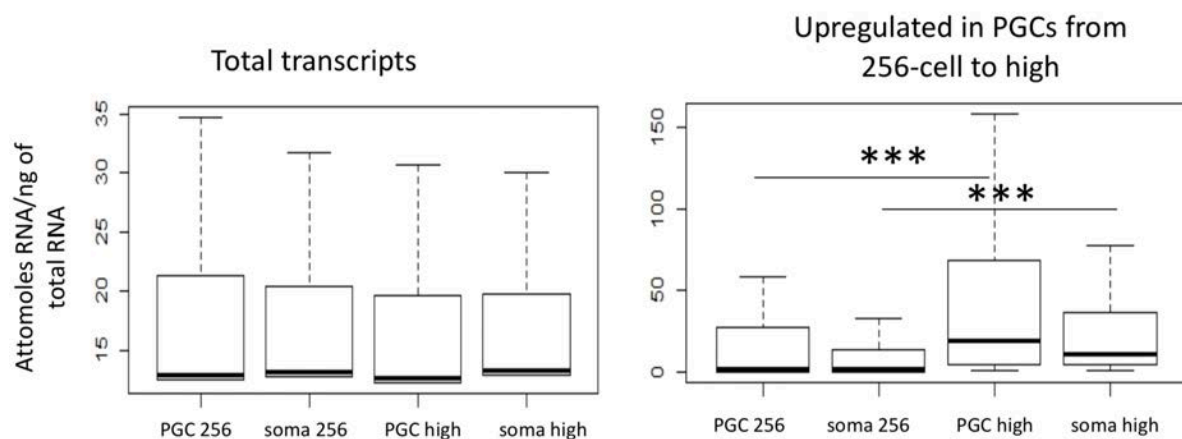 Total transcripts
Upregulated in PGCs from
256-cell to high
Attomoles RNA/ng of
total RNA
35
30
25
20
15
PGC 256
soma 256
PGC high
soma high
150
100
50
0
***
***
PGC 256
soma 256
PGC high
soma high